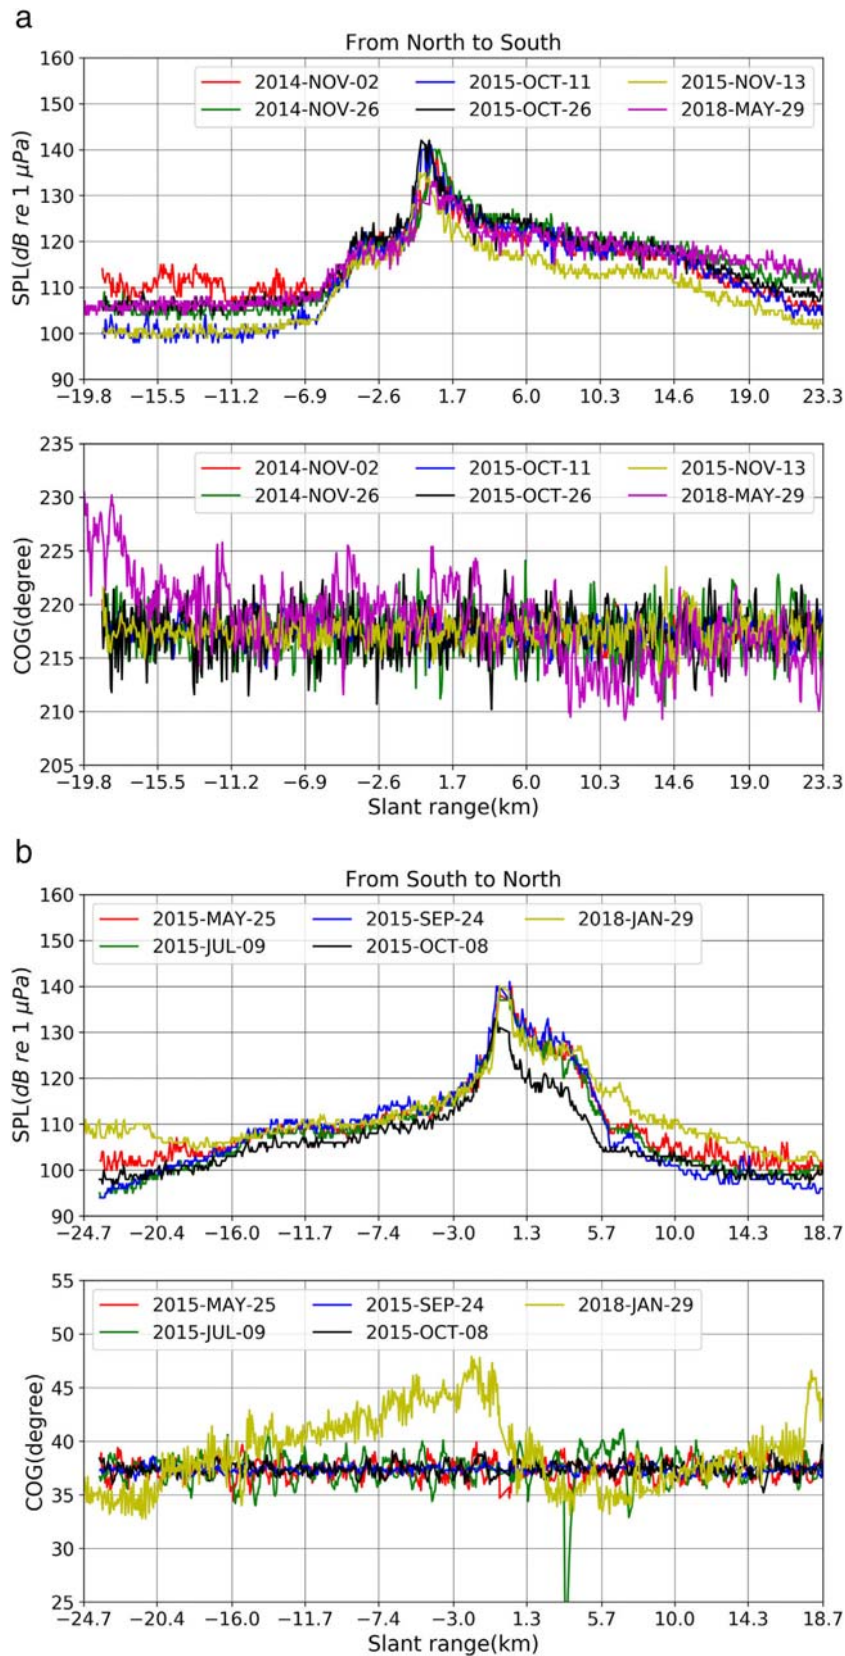 a
From North to South
2014-NOV-02 2015-OCT-11 2015-NOV-13
2014-NOV-26 2015-OCT-26 2018-MAY-29
SPL(dB re 1 μPa)
160
150
140
130
120
110
100
90
−19.8 −15.5 −11.2 −6.9 −2.6 1.7 6.0 10.3 14.6 19.0 23.3
2014-NOV-02 2015-OCT-11 2015-NOV-13
2014-NOV-26 2015-OCT-26 2018-MAY-29
COG(degree)
235
230
225
220
215
210
205
−19.8 −15.5 −11.2 −6.9 −2.6 1.7 6.0 10.3 14.6 19.0 23.3
Slant range(km)
b
From South to North
2015-MAY-25 2015-SEP-24 2018-JAN-29
2015-JUL-09 2015-OCT-08
SPL(dB re 1 μPa)
160
150
140
130
120
110
100
90
−24.7 −20.4 −16.0 −11.7 −7.4 −3.0 1.3 5.7 10.0 14.3 18.7
2015-MAY-25 2015-SEP-24 2018-JAN-29
2015-JUL-09 2015-OCT-08
COG(degree)
55
50
45
40
35
30
25
−24.7 −20.4 −16.0 −11.7 −7.4 −3.0 1.3 5.7 10.0 14.3 18.7
Slant range(km)